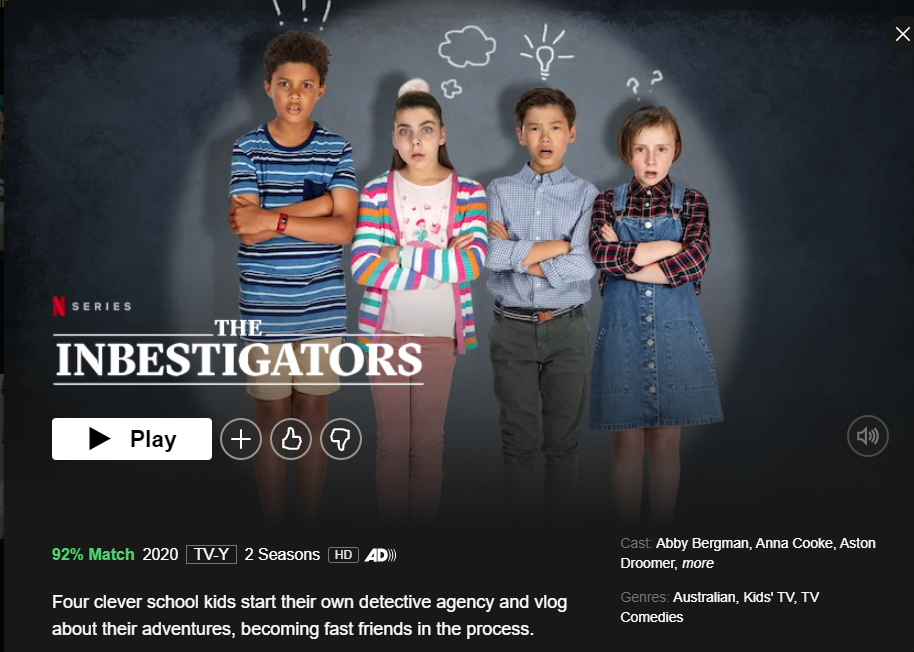 ! ! !
? ?
N SERIES
THE
INBESTIGATORS
Play
92% Match 2020 TV-Y 2 Seasons HD AD
Four clever school kids start their own detective agency and vlog
about their adventures, becoming fast friends in the process.
Cast: Abby Bergman, Anna Cooke, Aston
Droomer, more
Genres: Australian, Kids' TV, TV
Comedies